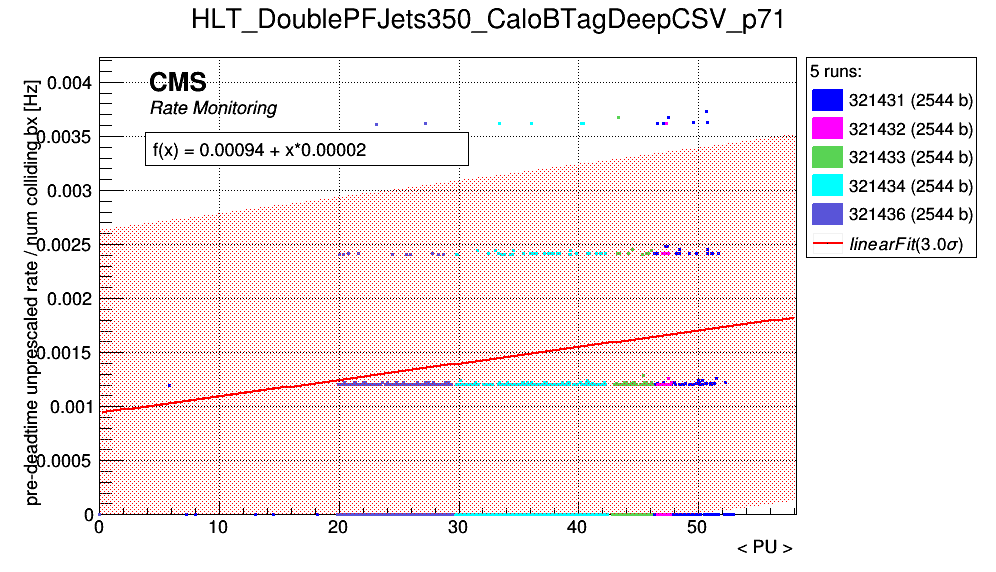 HLT_DoublePFJets350_CaloBTagDeepCSV_p71
pre-deadtime unprescaled rate / num colliding bx [Hz]
0.004
0.0035
0.003
0.0025
0.002
0.0015
0.001
0.0005
0
CMS
Rate Monitoring
f(x) = 0.00094 + x*0.00002
0 10 20 30 40 50
< PU >
5 runs:
321431 (2544 b)
321432 (2544 b)
321433 (2544 b)
321434 (2544 b)
321436 (2544 b)
linearFit(3.0σ)